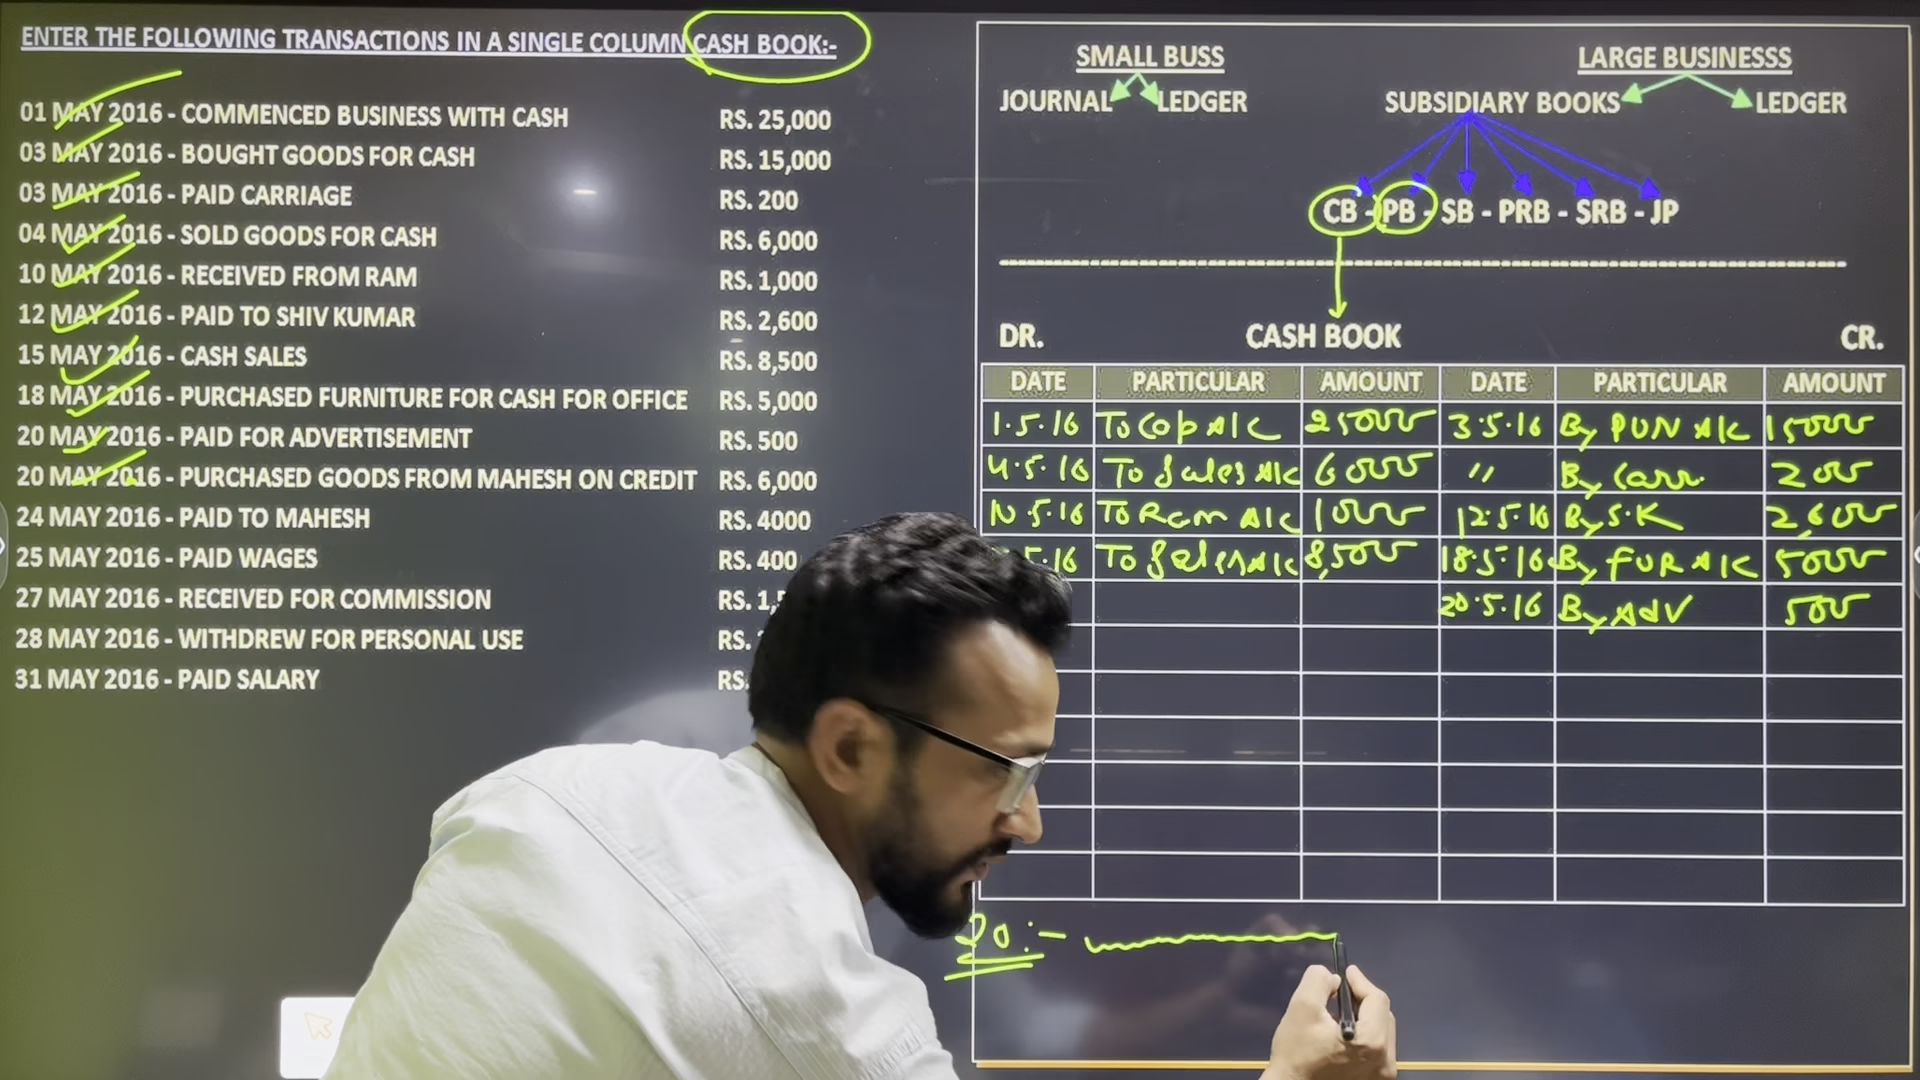 ENTER THE FOLLOWING TRANSACTIONS IN A SINGLE COLUMN CASH BOOK:-
01 MAY 2016 - COMMENCED BUSINESS WITH CASH RS. 25,000
03 MAY 2016 - BOUGHT GOODS FOR CASH RS. 15,000
03 MAY 2016 - PAID CARRIAGE RS. 200
04 MAY 2016 - SOLD GOODS FOR CASH RS. 6,000
10 MAY 2016 - RECEIVED FROM RAM RS. 1,000
12 MAY 2016 - PAID TO SHIV KUMAR RS. 2,600
15 MAY 2016 - CASH SALES RS. 8,500
18 MAY 2016 - PURCHASED FURNITURE FOR CASH FOR OFFICE RS. 5,000
20 MAY 2016 - PAID FOR ADVERTISEMENT RS. 500
20 MAY 2016 - PURCHASED GOODS FROM MAHESH ON CREDIT RS. 6,000
24 MAY 2016 - PAID TO MAHESH RS. 4000
25 MAY 2016 - PAID WAGES RS. 400
27 MAY 2016 - RECEIVED FOR COMMISSION RS. 1,
28 MAY 2016 - WITHDREW FOR PERSONAL USE RS.
31 MAY 2016 - PAID SALARY RS.
SMALL BUSS LARGE BUSINESSS
JOURNAL LEDGER SUBSIDIARY BOOKS LEDGER
CB - PB - SB - PRB - SRB - JP
DR. CASH BOOK CR.
DATE PARTICULAR AMOUNT DATE PARTICULAR AMOUNT
1.5.16 To Cap A/c 25000 3.5.16 By PUN A/c 15000
4.5.16 To Sales A/c 6000 " By Carr. 200
10.5.16 To Ram A/c 1000 12.5.16 By S.K 2,600
5.16 To Sales A/c 8,500 18.5.16 By FUR A/c 5000
20.5.16 By Adv 500
20:-